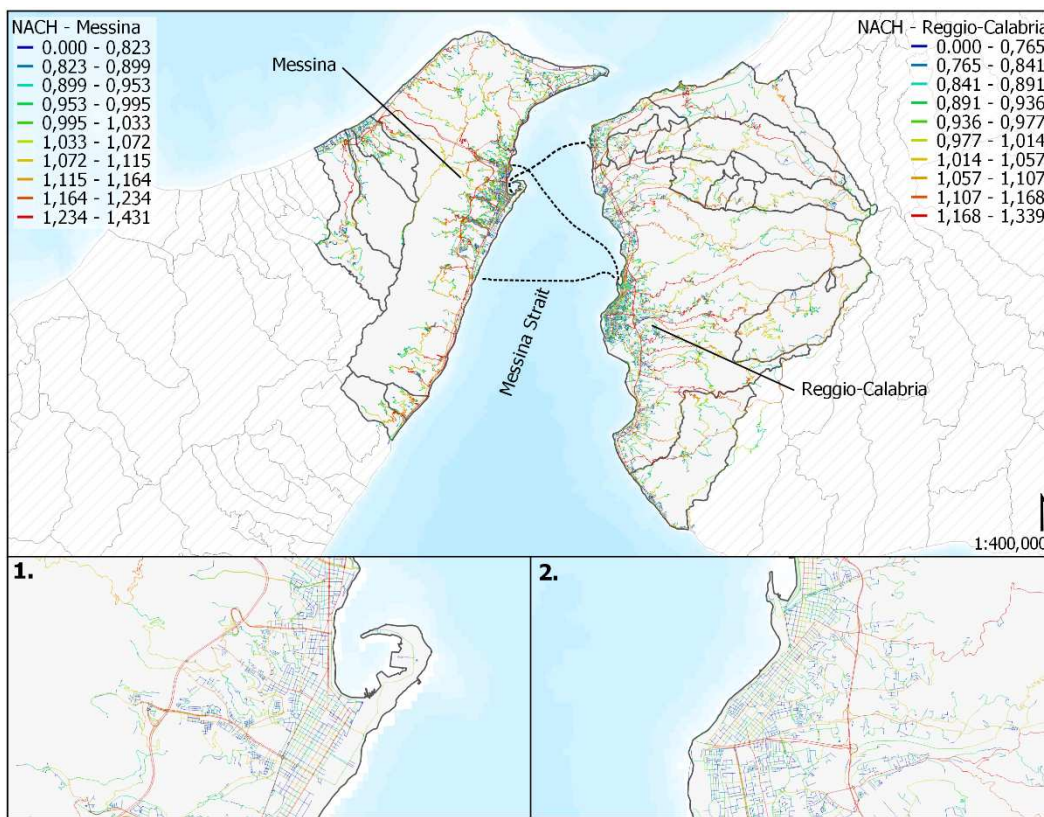 NACH - Messina
0.000 - 0,823
0,823 - 0,899
0,899 - 0,953
0,953 - 0,995
0,995 - 1,033
1,033 - 1,072
1,072 - 1,115
1,115 - 1,164
1,164 - 1,234
1,234 - 1,431
Messina
NACH - Reggio-Calabria
0.000 - 0,765
0,765 - 0,841
0,841 - 0,891
0,891 - 0,936
0,936 - 0,977
0,977 - 1,014
1,014 - 1,057
1,057 - 1,107
1,107 - 1,168
1,168 - 1,339
Messina Strait
Reggio-Calabria
1:400,000
1.
2.